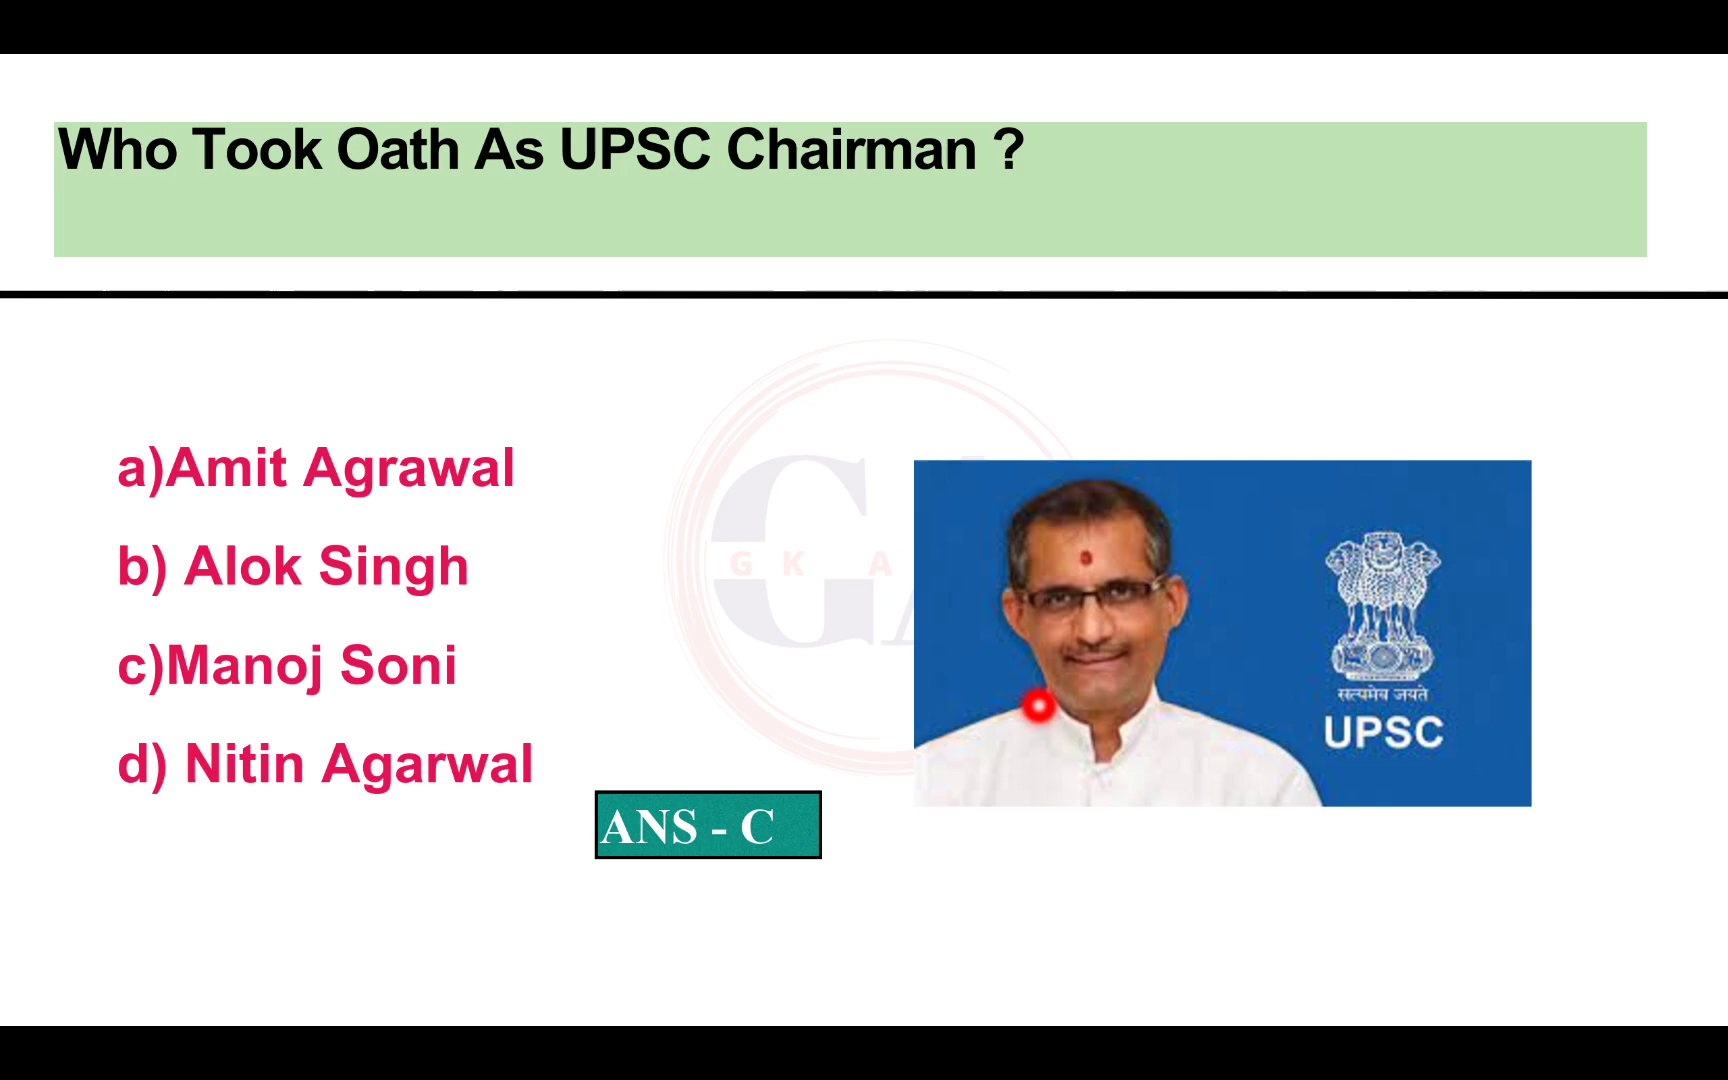 Who Took Oath As UPSC Chairman ?
a)Amit Agrawal
b) Alok Singh
c)Manoj Soni
d) Nitin Agarwal
ANS - C
G K A
सत्यमेव जयते
UPSC